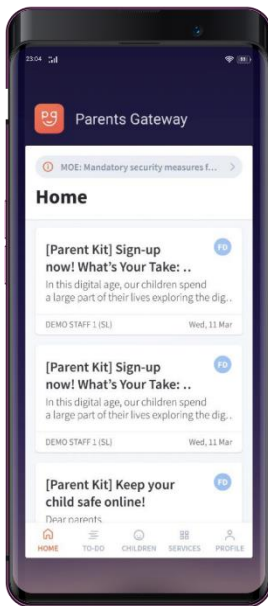 23:04
Parents Gateway
MOE: Mandatory security measures f...
Home
[Parent Kit] Sign-up
now! What's Your Take: ..
FD
In this digital age, our children spend
a large part of their lives exploring the dig..
DEMO STAFF 1 (SL) Wed, 11 Mar
[Parent Kit] Sign-up
now! What's Your Take: ..
FD
In this digital age, our children spend
a large part of their lives exploring the dig..
DEMO STAFF 1 (SL) Wed, 11 Mar
[Parent Kit] Keep your
child safe online!
FD
Dear parents
HOME TO-DO CHILDREN SERVICES PROFILE